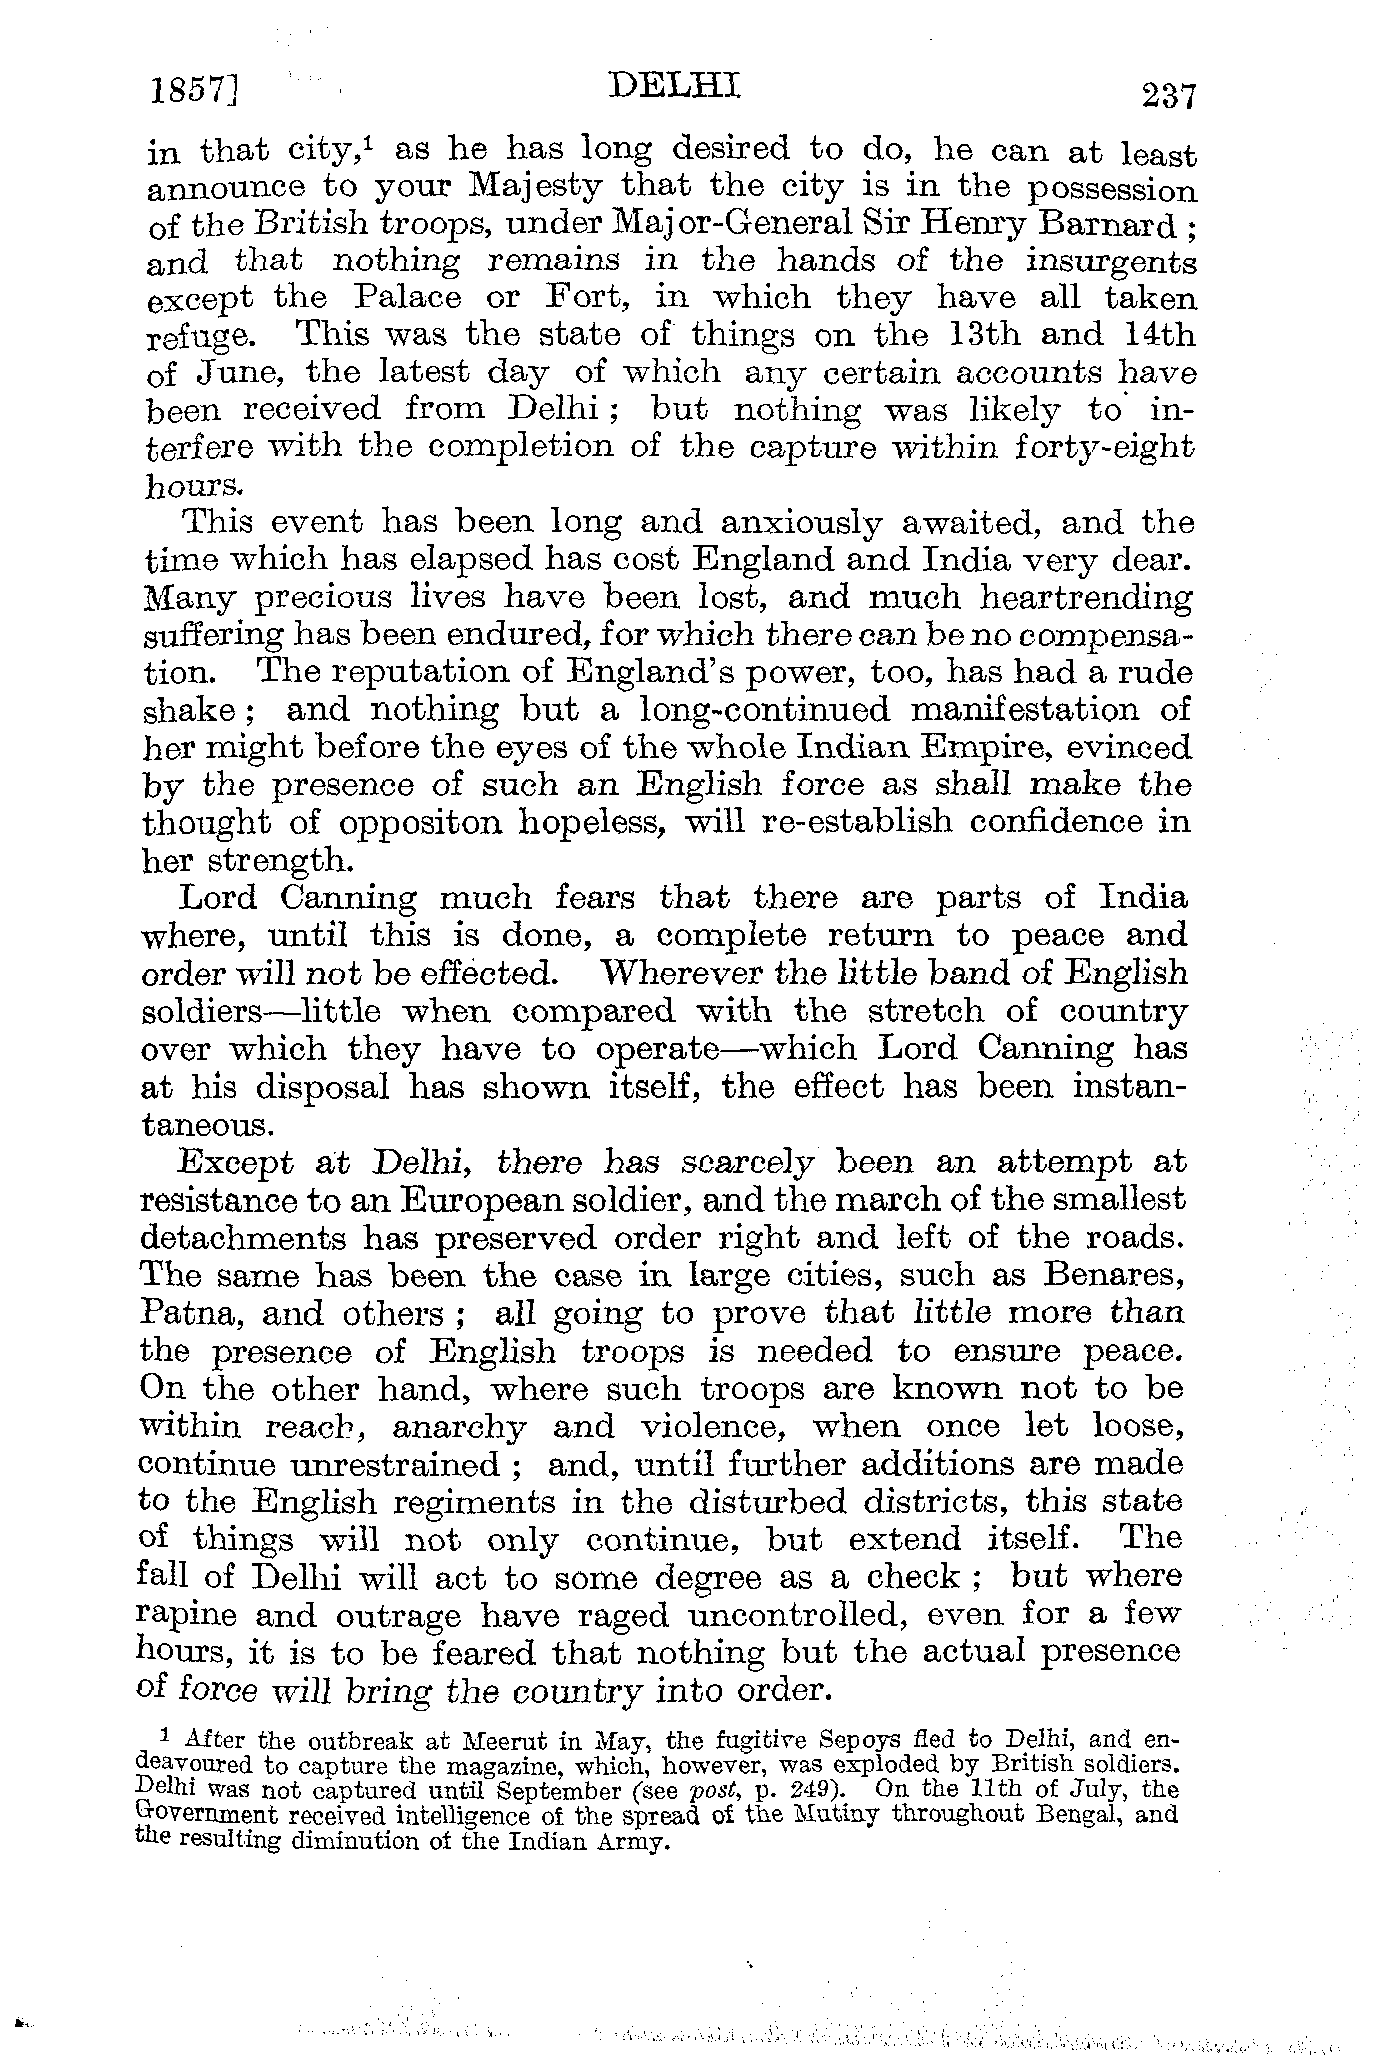 1857] DELHI 237
in that city,¹ as he has long desired to do, he can at least
announce to your Majesty that the city is in the possession
of the British troops, under Major-General Sir Henry Barnard ;
and that nothing remains in the hands of the insurgents
except the Palace or Fort, in which they have all taken
refuge. This was the state of things on the 13th and 14th
of June, the latest day of which any certain accounts have
been received from Delhi ; but nothing was likely to in-
terfere with the completion of the capture within forty-eight
hours.
This event has been long and anxiously awaited, and the
time which has elapsed has cost England and India very dear.
Many precious lives have been lost, and much heartrending
suffering has been endured, for which there can be no compensa-
tion. The reputation of England's power, too, has had a rude
shake ; and nothing but a long-continued manifestation of
her might before the eyes of the whole Indian Empire, evinced
by the presence of such an English force as shall make the
thought of oppositon hopeless, will re-establish confidence in
her strength.
Lord Canning much fears that there are parts of India
where, until this is done, a complete return to peace and
order will not be effected. Wherever the little band of English
soldiers—little when compared with the stretch of country
over which they have to operate—which Lord Canning has
at his disposal has shown itself, the effect has been instan-
taneous.
Except at Delhi, there has scarcely been an attempt at
resistance to an European soldier, and the march of the smallest
detachments has preserved order right and left of the roads.
The same has been the case in large cities, such as Benares,
Patna, and others ; all going to prove that little more than
the presence of English troops is needed to ensure peace.
On the other hand, where such troops are known not to be
within reach, anarchy and violence, when once let loose,
continue unrestrained ; and, until further additions are made
to the English regiments in the disturbed districts, this state
of things will not only continue, but extend itself. The
fall of Delhi will act to some degree as a check ; but where
rapine and outrage have raged uncontrolled, even for a few
hours, it is to be feared that nothing but the actual presence
of force will bring the country into order.
¹ After the outbreak at Meerut in May, the fugitive Sepoys fled to Delhi, and en-
deavoured to capture the magazine, which, however, was exploded by British soldiers.
Delhi was not captured until September (see post, p. 249). On the 11th of July, the
Government received intelligence of the spread of the Mutiny throughout Bengal, and
the resulting diminution of the Indian Army.